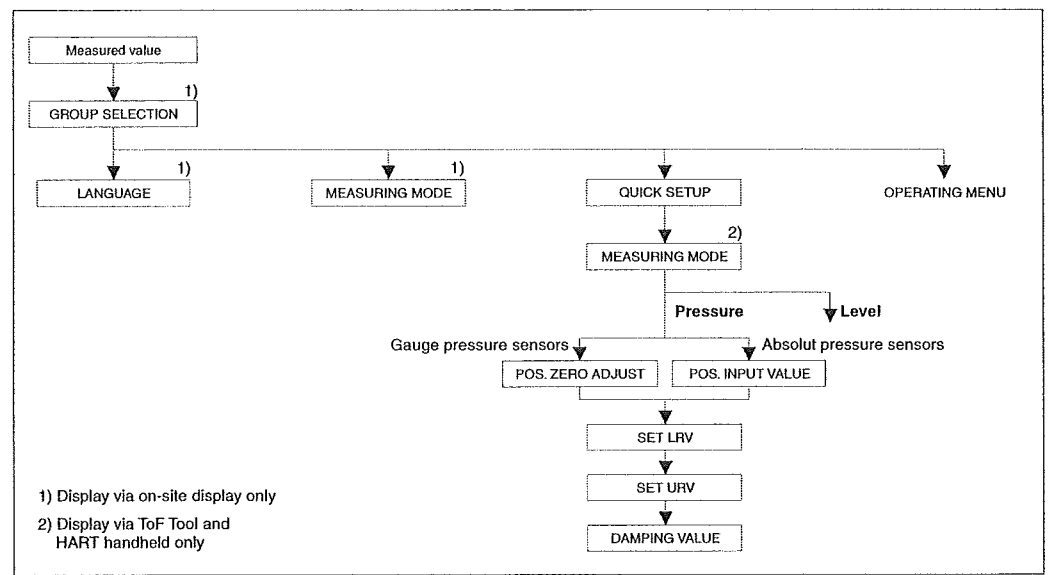 Measured value
1)
GROUP SELECTION
1)
LANGUAGE
1)
MEASURING MODE
QUICK SETUP
OPERATING MENU
2)
MEASURING MODE
Pressure
Level
Gauge pressure sensors
Absolut pressure sensors
POS. ZERO ADJUST
POS. INPUT VALUE
SET LRV
SET URV
DAMPING VALUE
1) Display via on-site display only
2) Display via ToF Tool and
HART handheld only